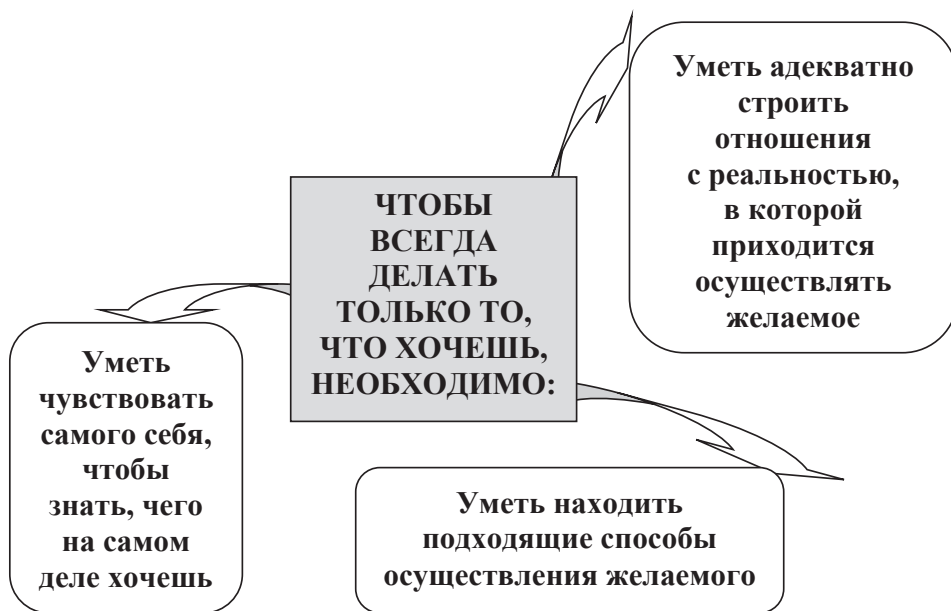 ЧТОБЫ
ВСЕГДА
ДЕЛАТЬ
ТОЛЬКО ТО,
ЧТО ХОЧЕШЬ,
НЕОБХОДИМО:
Уметь
чувствовать
самого себя,
чтобы
знать, чего
на самом
деле хочешь
Уметь находить
подходящие способы
осуществления желаемого
Уметь адекватно
строить
отношения
с реальностью,
в которой
приходится
осуществлять
желаемое